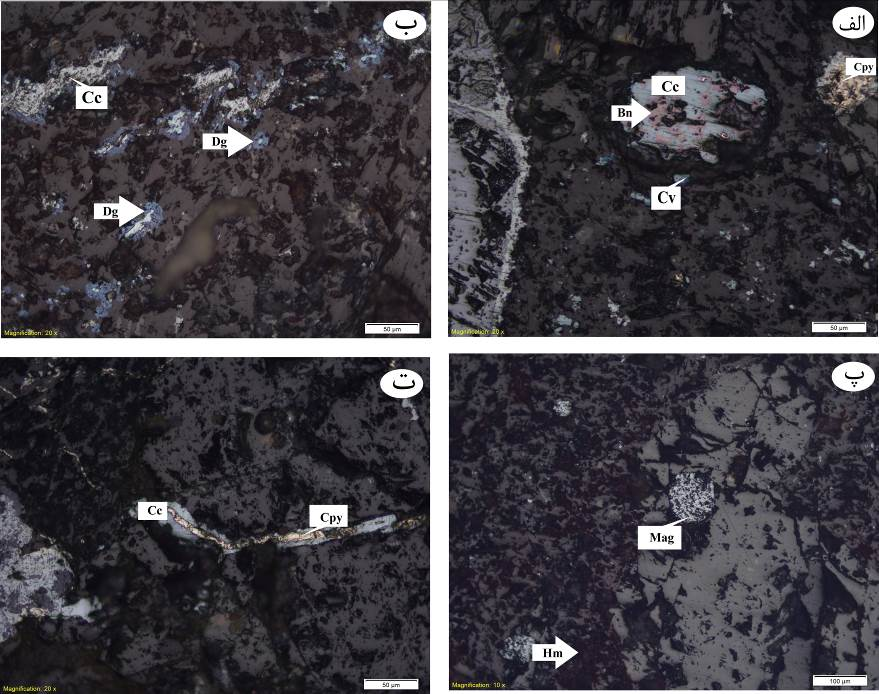 الف
Cpy
Cc
Bn
Cv
Magnification: 20 x
50 µm
ب
Cc
Dg
Dg
Magnification: 20 x
50 µm
پ
Mag
Hm
Magnification: 10 x
100 µm
ت
Cc
Cpy
Magnification: 20 x
50 µm